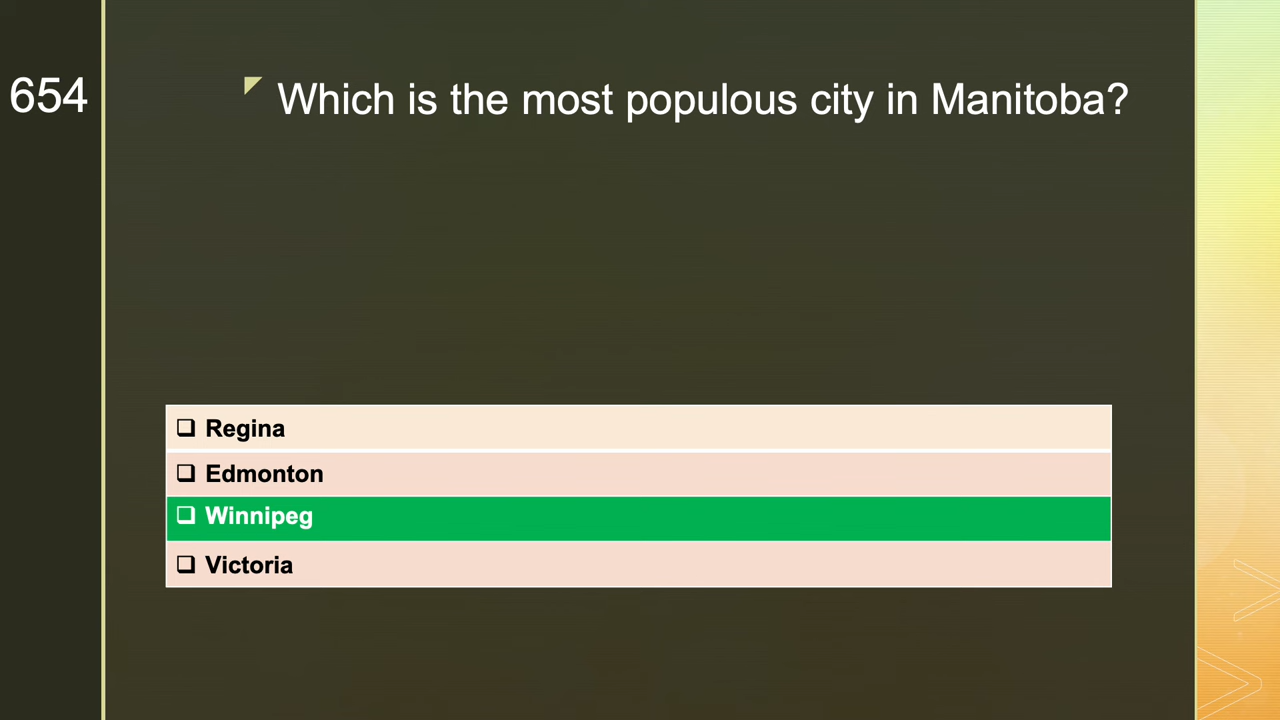 654
Which is the most populous city in Manitoba?
Regina
Edmonton
Winnipeg
Victoria